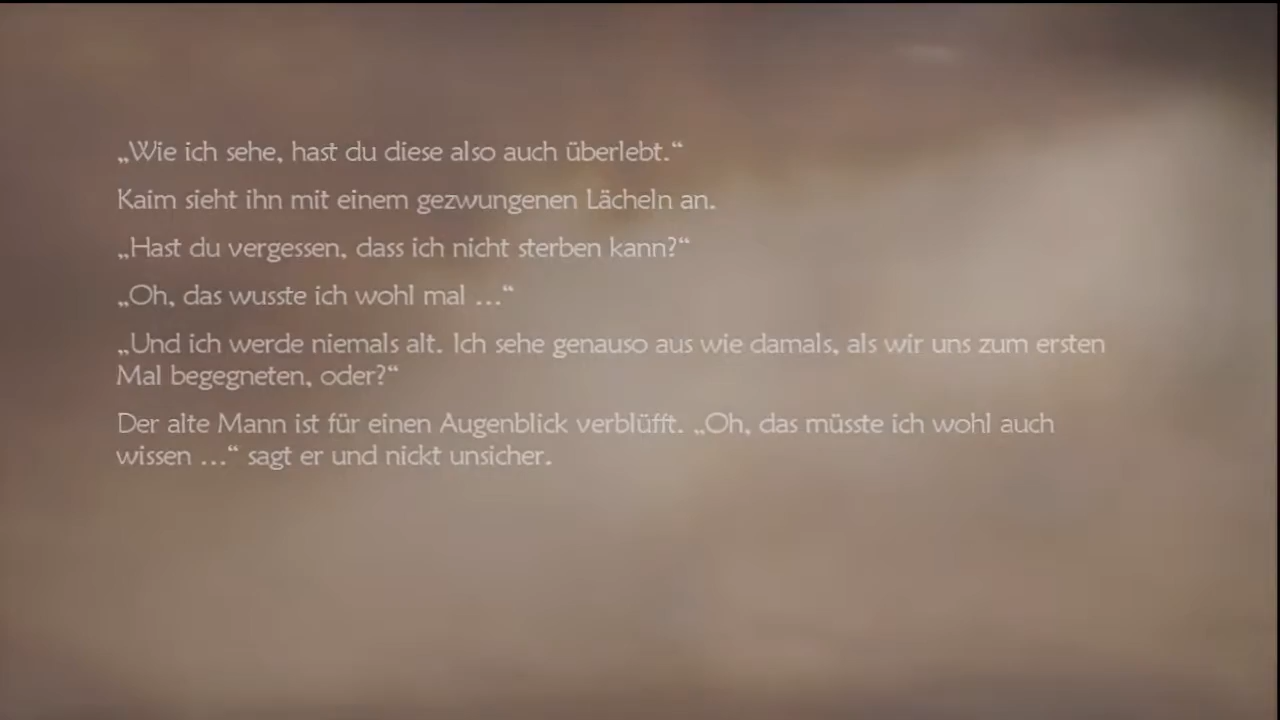 „Wie ich sehe, hast du diese also auch überlebt.“
Kaim sieht ihn mit einem gezwungenen Lächeln an.
„Hast du vergessen, dass ich nicht sterben kann?“
„Oh, das wusste ich wohl mal ...“
„Und ich werde niemals alt. Ich sehe genauso aus wie damals, als wir uns zum ersten
Mal begegneten, oder?“
Der alte Mann ist für einen Augenblick verblüfft. „Oh, das müsste ich wohl auch
wissen ...“ sagt er und nickt unsicher.